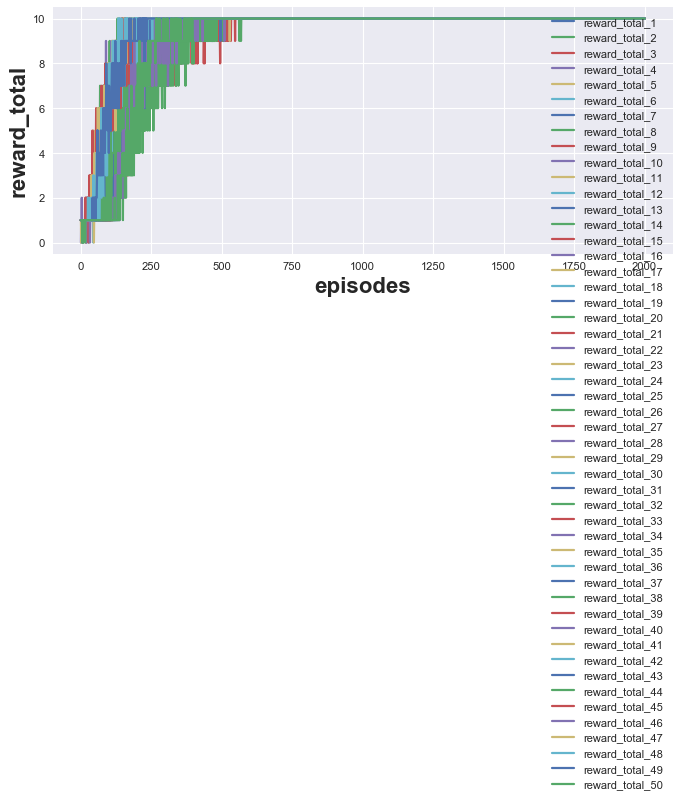 reward_total
10
8
6
4
2
0
0
250
500
750
1000
1250
1500
1750
2000
episodes
reward_total_1
reward_total_2
reward_total_3
reward_total_4
reward_total_5
reward_total_6
reward_total_7
reward_total_8
reward_total_9
reward_total_10
reward_total_11
reward_total_12
reward_total_13
reward_total_14
reward_total_15
reward_total_16
reward_total_17
reward_total_18
reward_total_19
reward_total_20
reward_total_21
reward_total_22
reward_total_23
reward_total_24
reward_total_25
reward_total_26
reward_total_27
reward_total_28
reward_total_29
reward_total_30
reward_total_31
reward_total_32
reward_total_33
reward_total_34
reward_total_35
reward_total_36
reward_total_37
reward_total_38
reward_total_39
reward_total_40
reward_total_41
reward_total_42
reward_total_43
reward_total_44
reward_total_45
reward_total_46
reward_total_47
reward_total_48
reward_total_49
reward_total_50